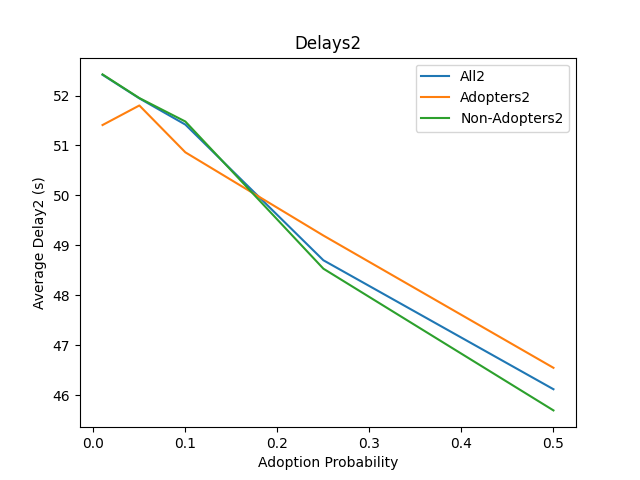 Delays2
All2
Adopters2
Non-Adopters2
52
51
50
49
48
47
46
Average Delay2 (s)
0.0 0.1 0.2 0.3 0.4 0.5
Adoption Probability